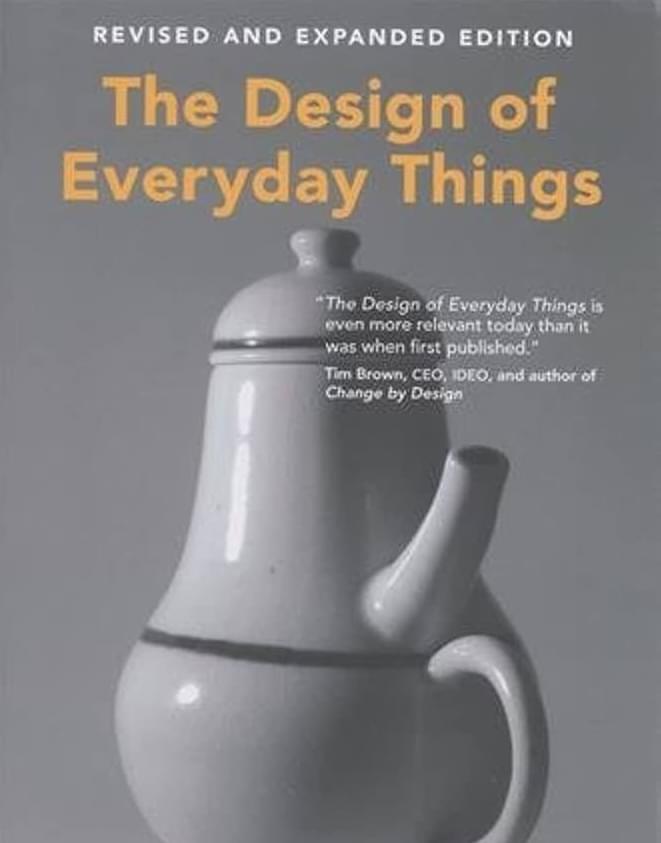 REVISED AND EXPANDED EDITION
The Design of
Everyday Things
“The Design of Everyday Things is
even more relevant today than it
was when first published.”
Tim Brown, CEO, IDEO, and author of
Change by Design